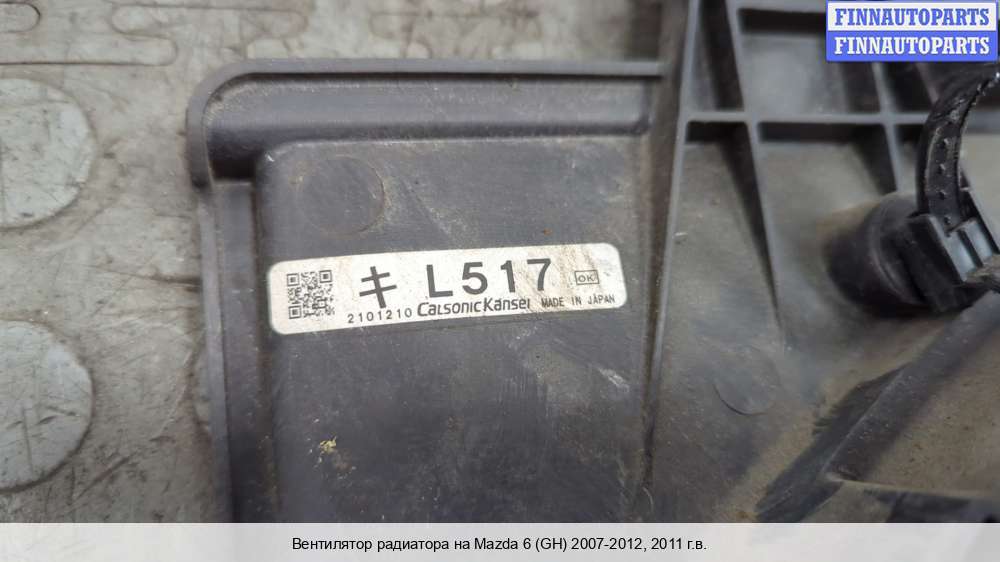 FINNAUTOPARTS
FINNAUTOPARTS
キ L517 OK
2101210 CalsonicKansei MADE IN JAPAN
Вентилятор радиатора на Mazda 6 (GH) 2007-2012, 2011 г.в.